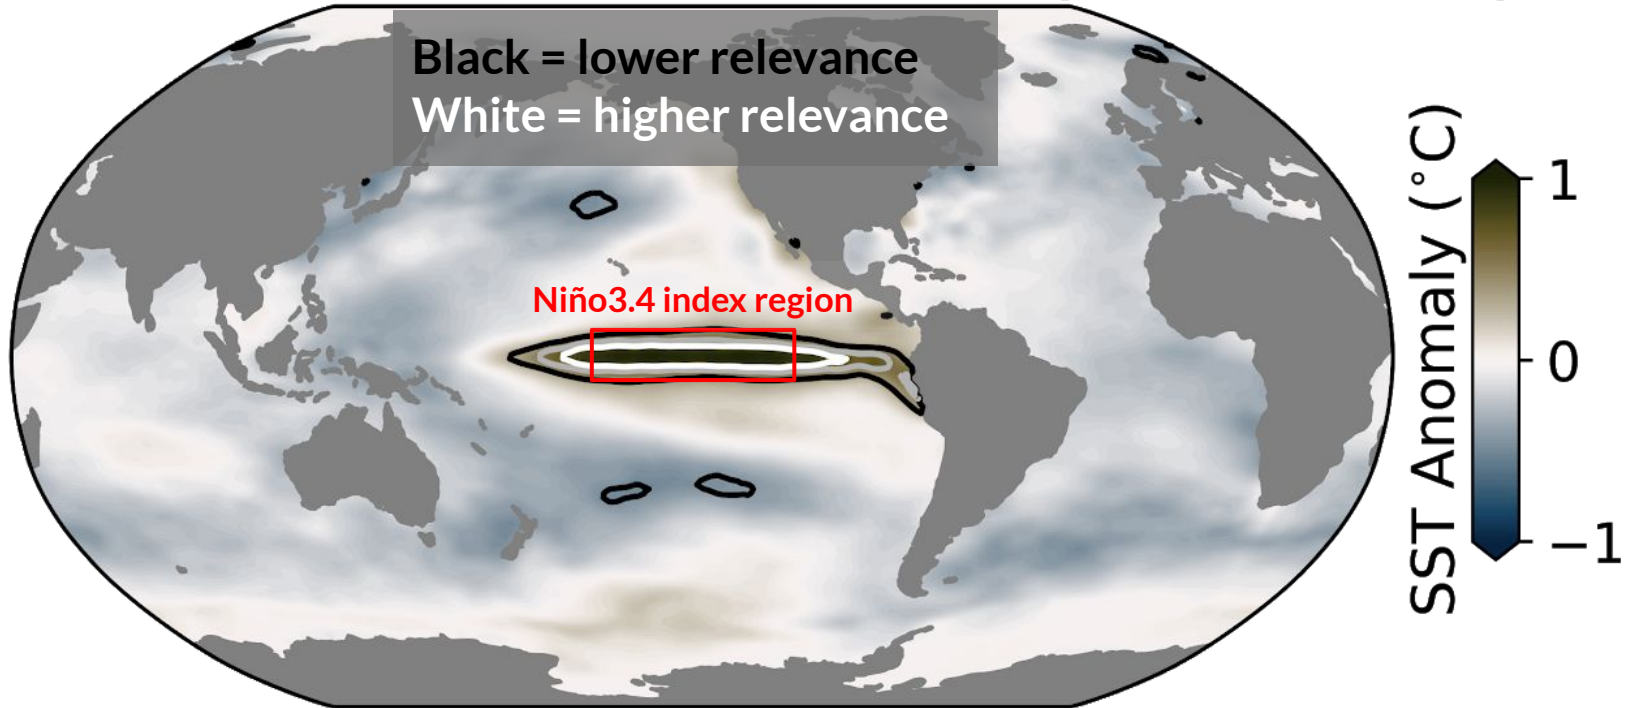 Black = lower relevance
White = higher relevance
Niño3.4 index region
SST Anomaly (°C)
1
0
−1